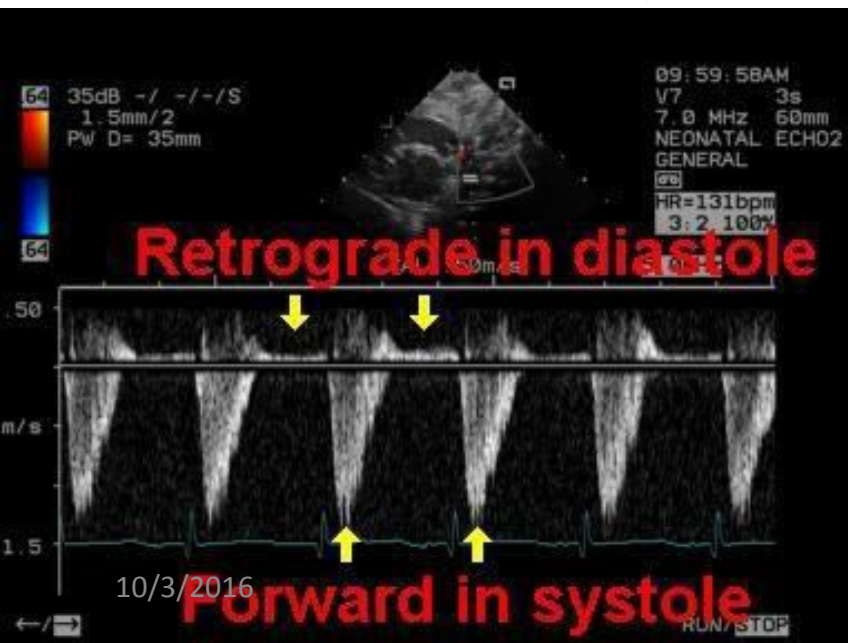 09:59:58AM
V7 3s
7.0 MHz 60mm
NEONATAL ECHO2
GENERAL
HR=131bpm
3:2 100%
64 35dB -/ -/-/S
1.5mm/2
PW D= 35mm
64
Retrograde in diastole
.50
m/s
1.5
10/3/2016
Forward in systole
←/→
RUN/STOP